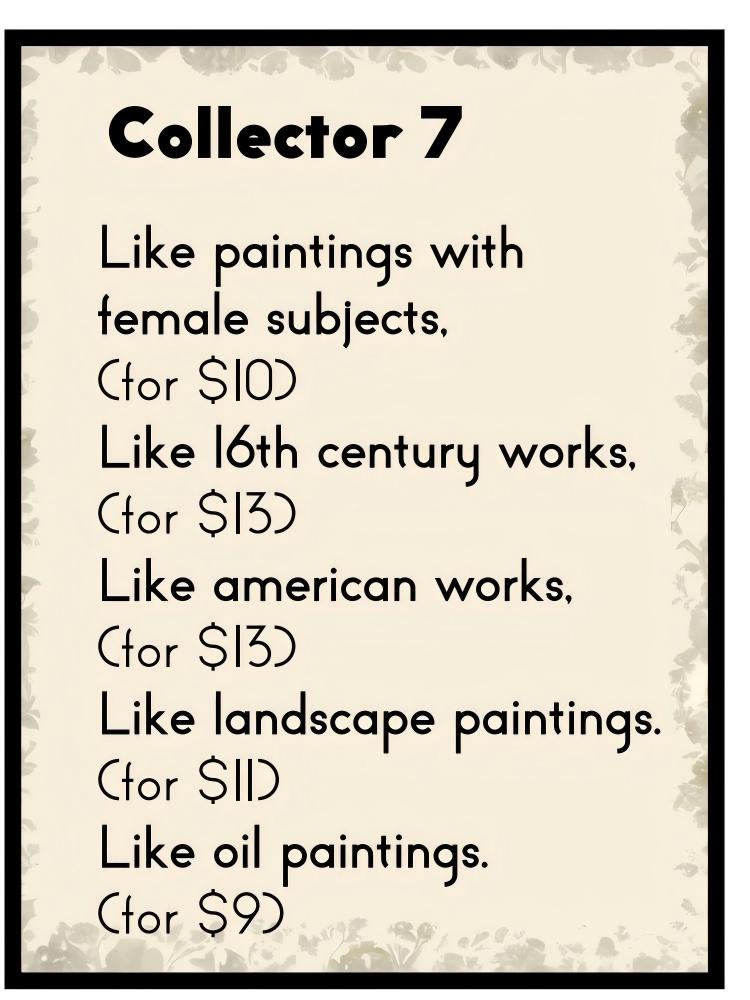 Collector 7
Like paintings with
female subjects,
(for $10)
Like 16th century works,
(for $13)
Like american works,
(for $13)
Like landscape paintings.
(for $11)
Like oil paintings.
(for $9)